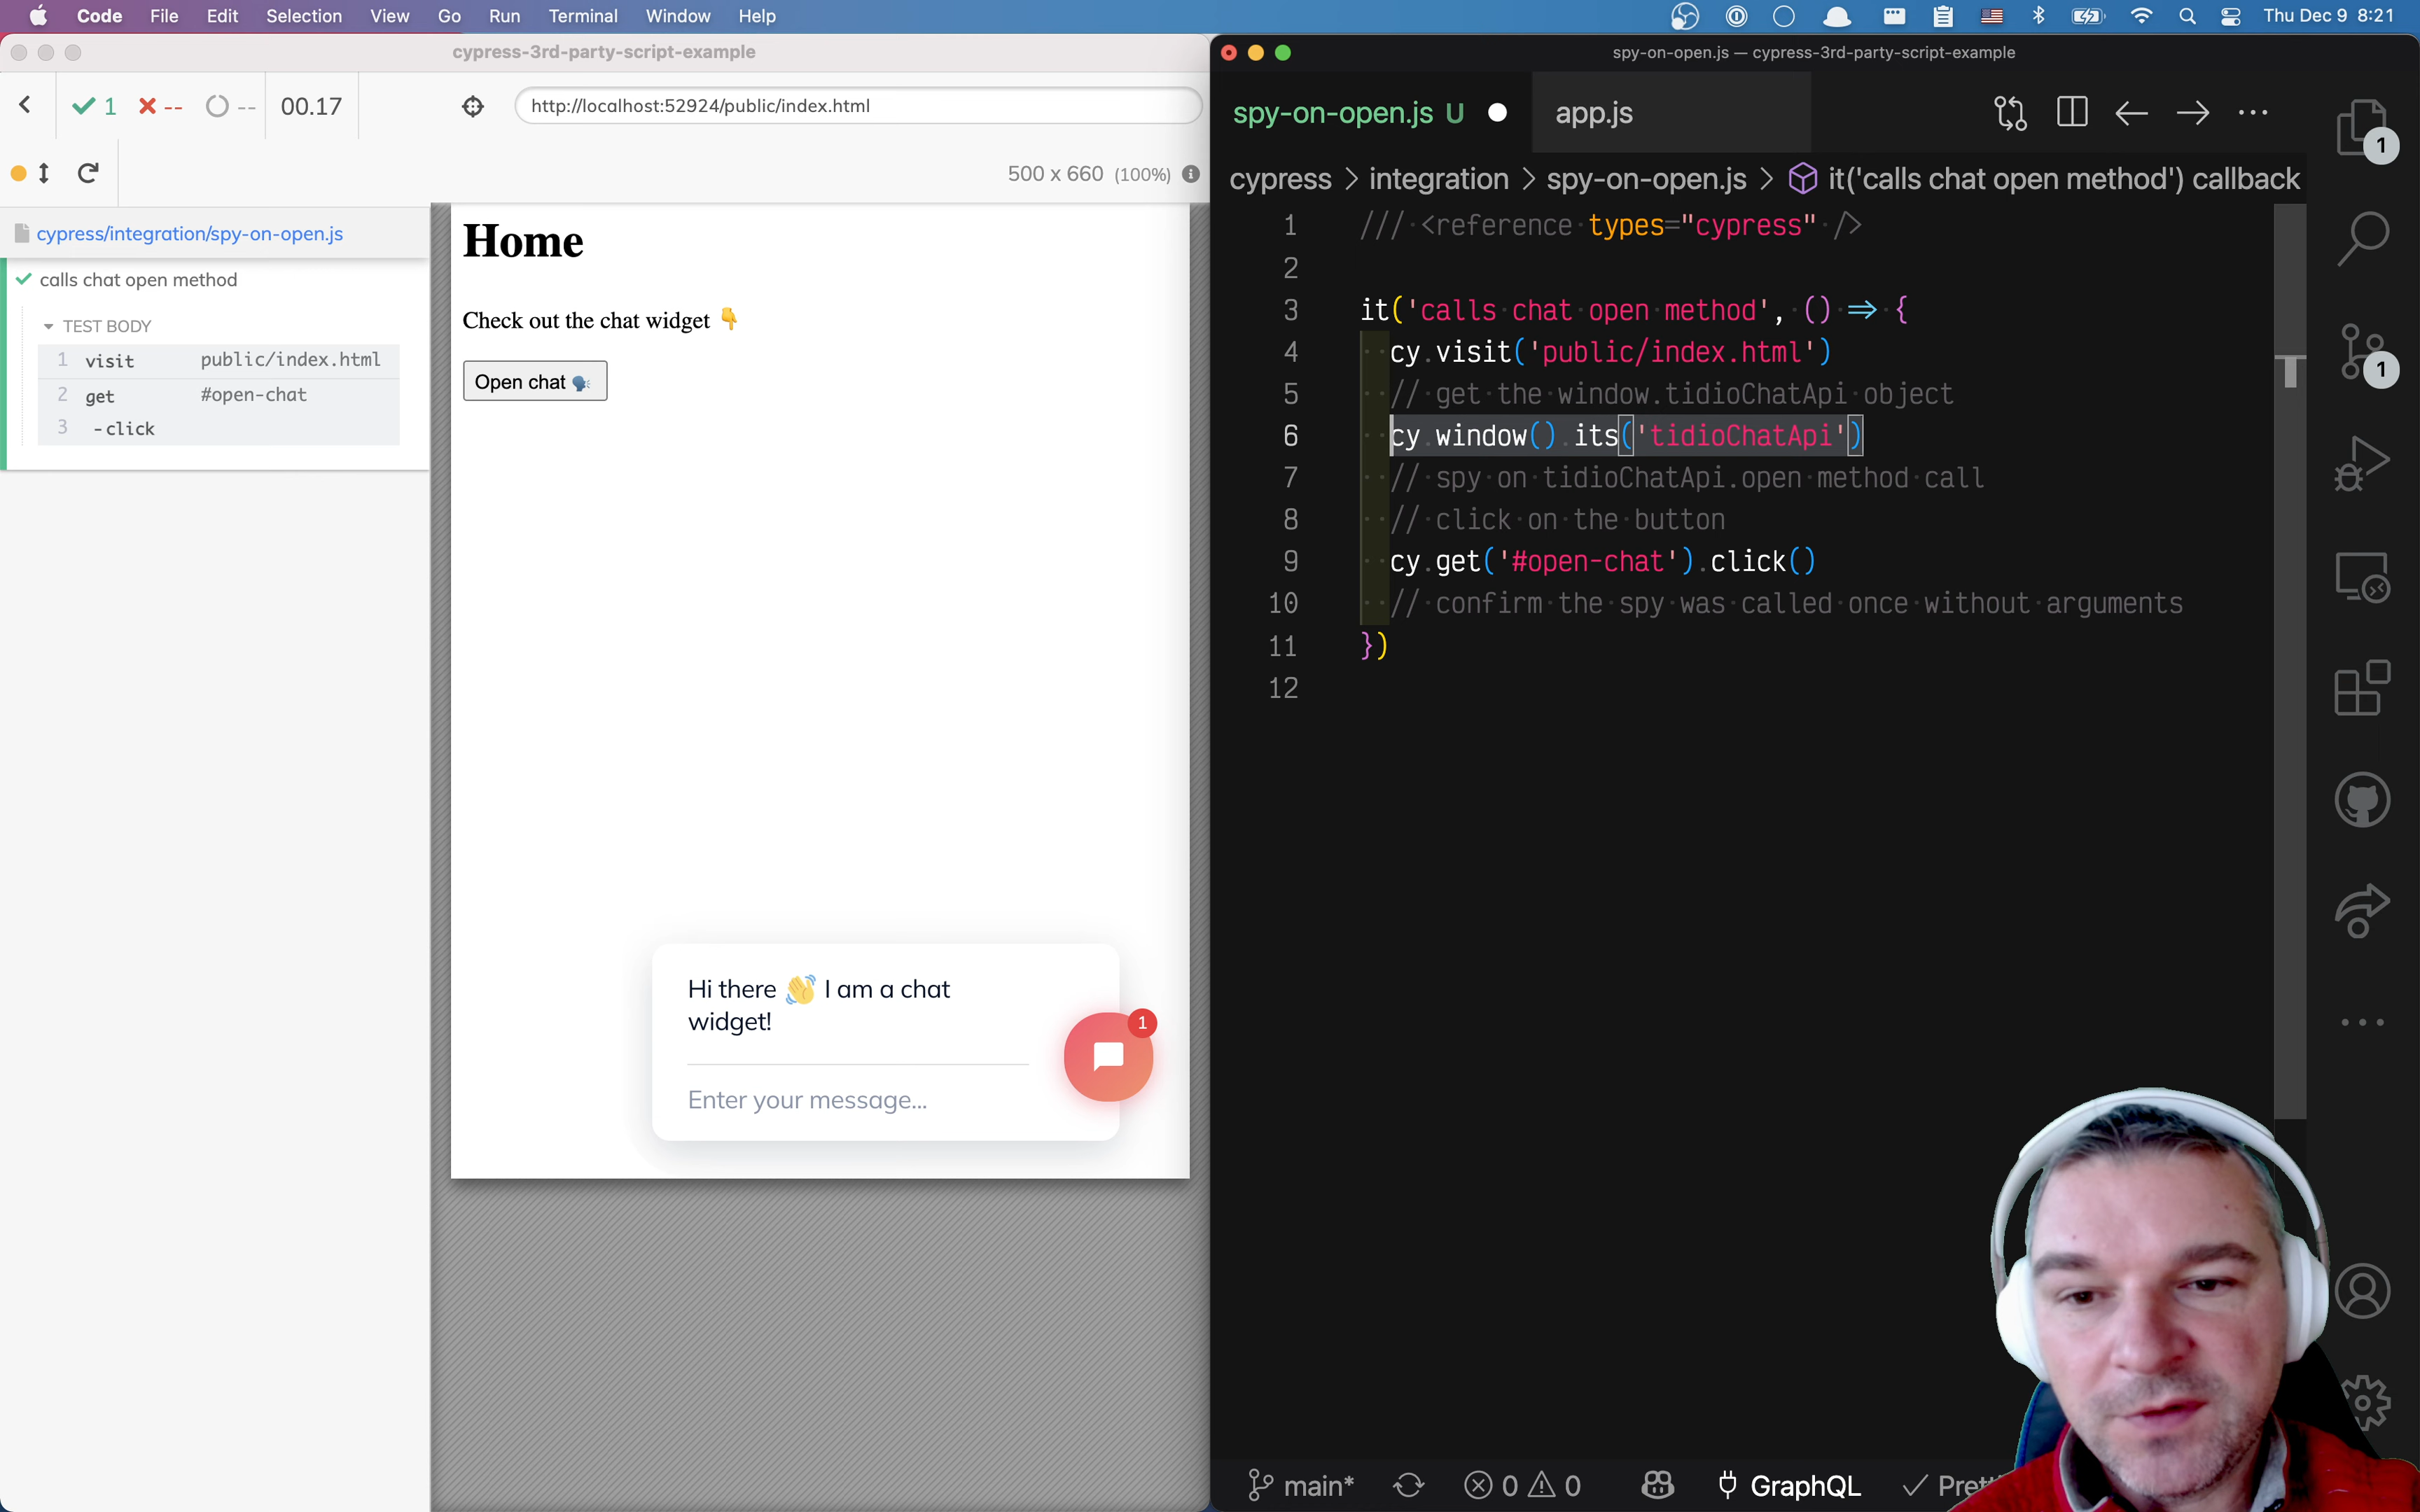 Code File Edit Selection View Go Run Terminal Window Help
Thu Dec 9 8:21
cypress-3rd-party-script-example
1 -- -- 00.17
http://localhost:52924/public/index.html
500 x 660 (100%)
cypress/integration/spy-on-open.js
calls chat open method
TEST BODY
1 visit public/index.html
2 get #open-chat
3 -click
Home
Check out the chat widget 👇
Open chat 🗣
Hi there 👋 I am a chat
widget!
1
Enter your message...
spy-on-open.js — cypress-3rd-party-script-example
spy-on-open.js U app.js
cypress > integration > spy-on-open.js > it('calls chat open method') callback
1 /// <reference types="cypress" />
2
3 it('calls chat open method', () => {
4 cy.visit('public/index.html')
5 // get the window.tidioChatApi object
6 cy.window().its('tidioChatApi')
7 // spy on tidioChatApi.open method call
8 // click on the button
9 cy.get('#open-chat').click()
10 // confirm the spy was called once without arguments
11 })
12
1
1
main* 0 0 GraphQL